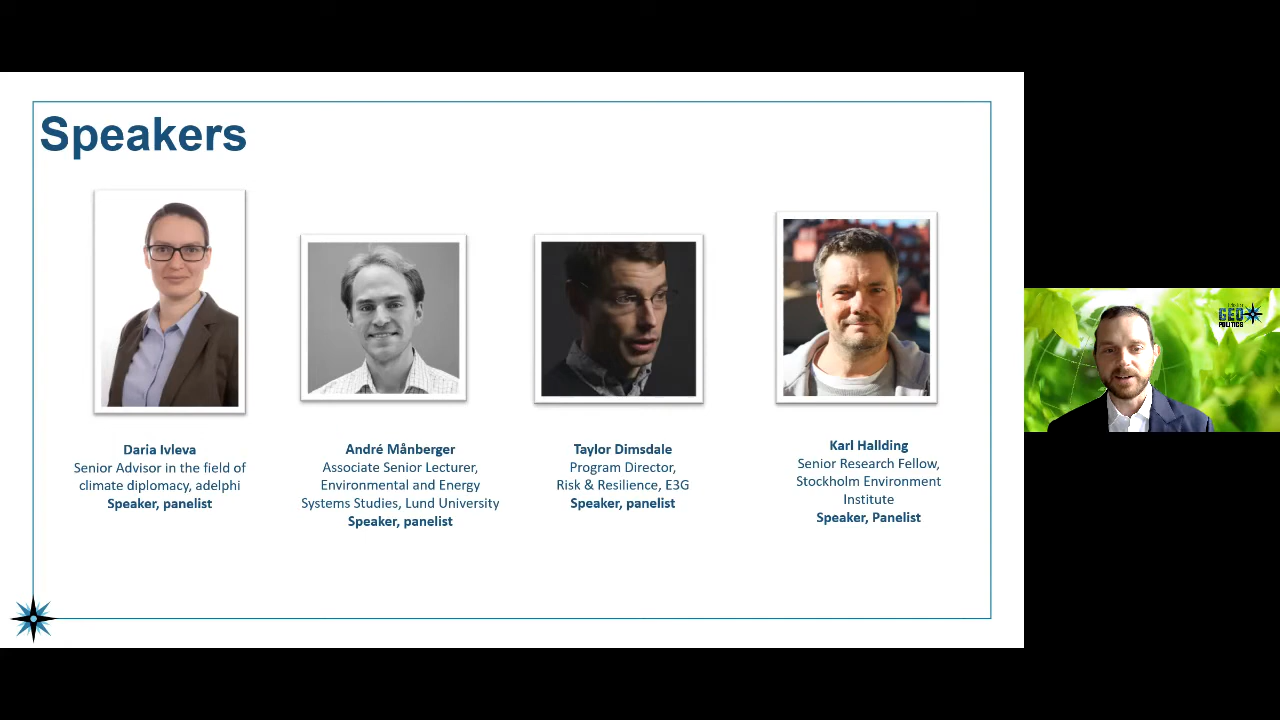 Speakers
Daria Ivleva
Senior Advisor in the field of
climate diplomacy, adelphi
Speaker, panelist
André Månberger
Associate Senior Lecturer,
Environmental and Energy
Systems Studies, Lund University
Speaker, panelist
Taylor Dimsdale
Program Director,
Risk & Resilience, E3G
Speaker, panelist
Karl Hallding
Senior Research Fellow,
Stockholm Environment
Institute
Speaker, Panelist
GEO
POLITICS